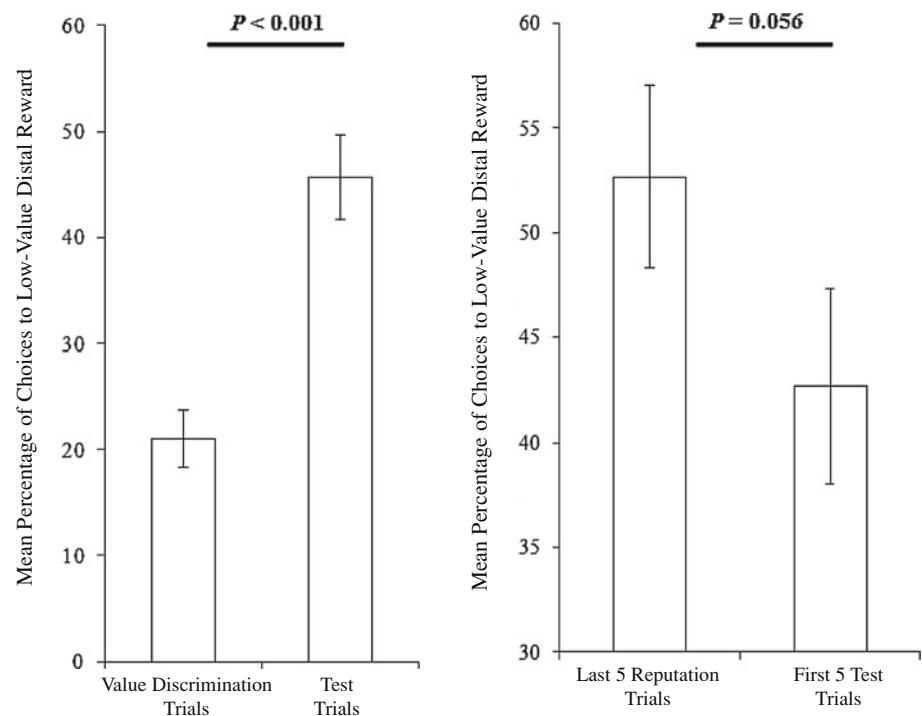 Mean Percentage of Choices to Low-Value Distal Reward
60
50
40
30
20
10
0
P < 0.001
Value Discrimination
Trials
Test
Trials
Mean Percentage of Choices to Low-Value Distal Reward
60
55
50
45
40
35
30
P = 0.056
Last 5 Reputation
Trials
First 5 Test
Trials